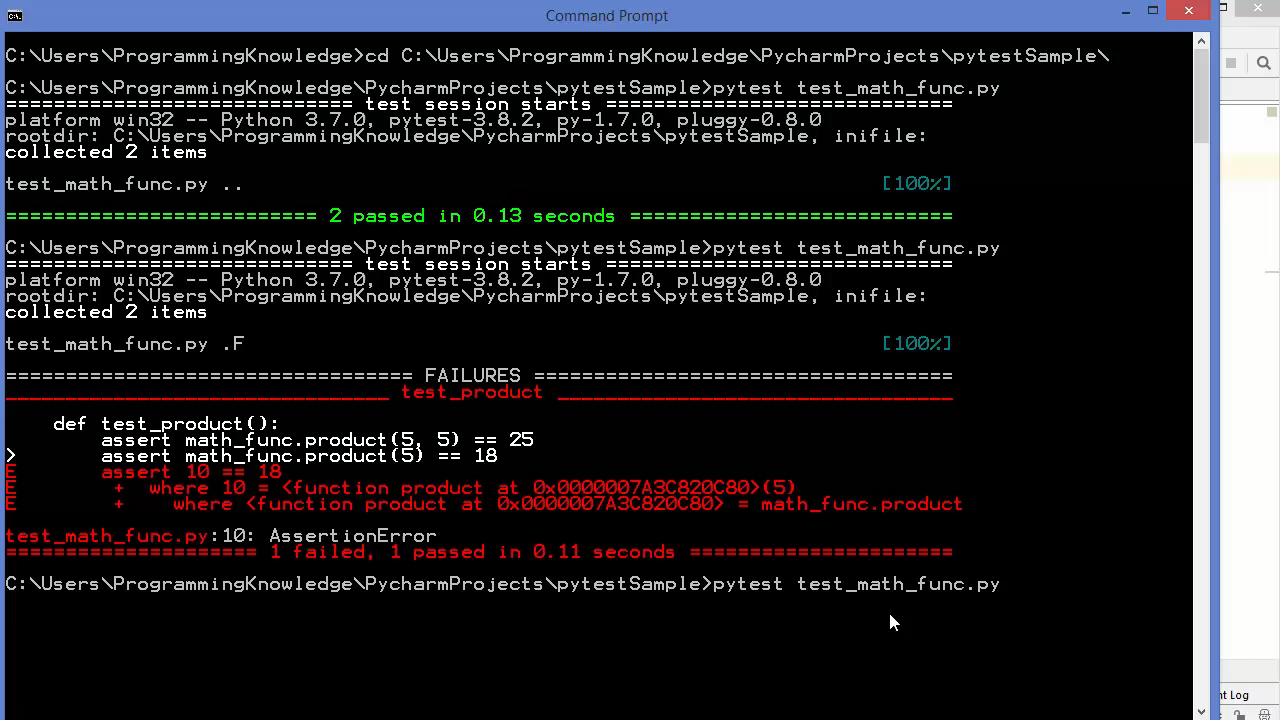 Command Prompt
C:\Users\ProgrammingKnowledge>cd C:\Users\ProgrammingKnowledge\PycharmProjects\pytestSample\
C:\Users\ProgrammingKnowledge\PycharmProjects\pytestSample>pytest test_math_func.py
============================= test session starts ==============================
platform win32 -- Python 3.7.0, pytest-3.8.2, py-1.7.0, pluggy-0.8.0
rootdir: C:\Users\ProgrammingKnowledge\PycharmProjects\pytestSample, inifile:
collected 2 items
test_math_func.py .. [100%]
========================== 2 passed in 0.13 seconds ===========================
C:\Users\ProgrammingKnowledge\PycharmProjects\pytestSample>pytest test_math_func.py
============================= test session starts ==============================
platform win32 -- Python 3.7.0, pytest-3.8.2, py-1.7.0, pluggy-0.8.0
rootdir: C:\Users\ProgrammingKnowledge\PycharmProjects\pytestSample, inifile:
collected 2 items
test_math_func.py .F [100%]
================================== FAILURES ===================================
________________________________ test_product _________________________________
def test_product():
assert math_func.product(5, 5) == 25
> assert math_func.product(5) == 18
E assert 10 == 18
E + where 10 = <function product at 0x0000007A3C820C80>(5)
E + where <function product at 0x0000007A3C820C80> = math_func.product
test_math_func.py:10: AssertionError
===================== 1 failed, 1 passed in 0.11 seconds ======================
C:\Users\ProgrammingKnowledge\PycharmProjects\pytestSample>pytest test_math_func.py
nt Log